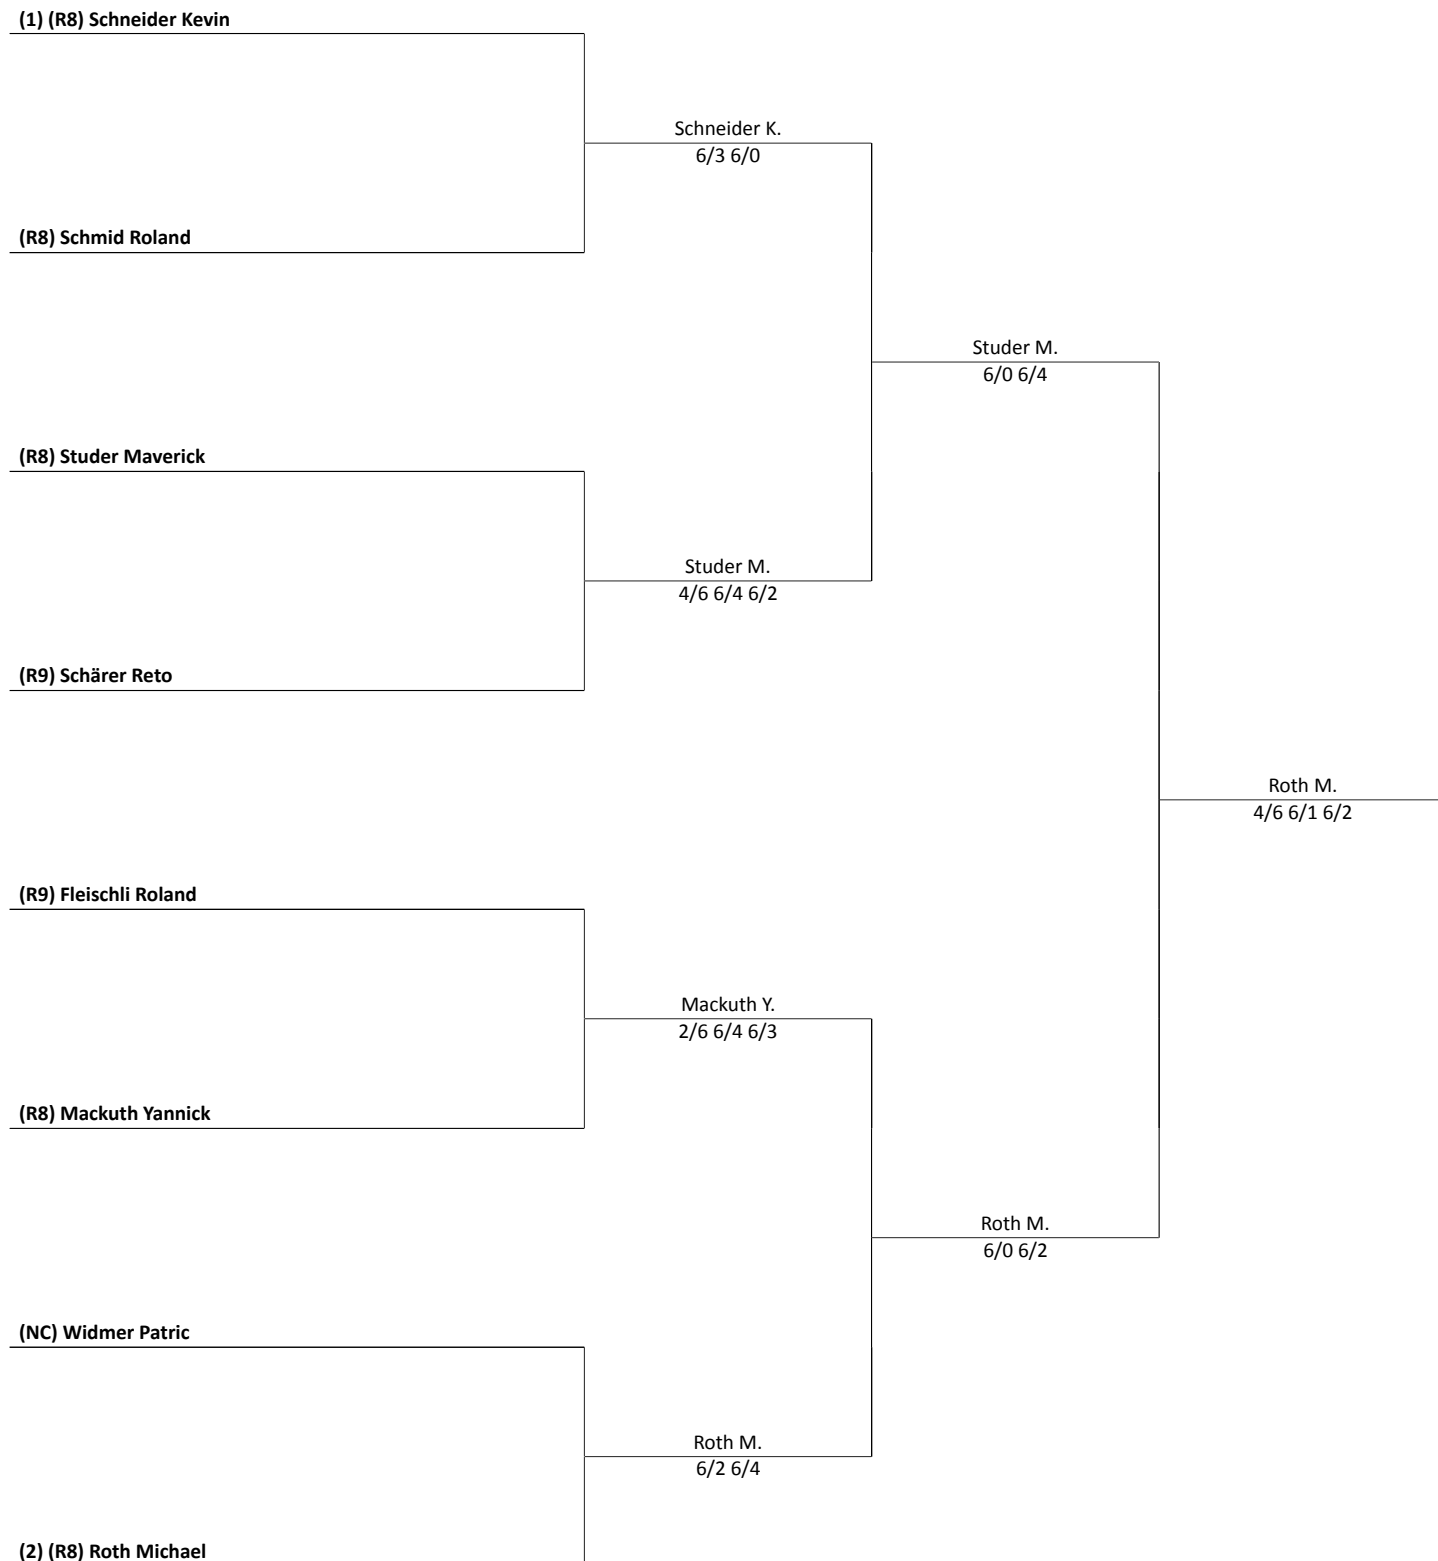 (1) (R8) Schneider Kevin
Schneider K.
6/3 6/0
(R8) Schmid Roland
Studer M.
6/0 6/4
(R8) Studer Maverick
Studer M.
4/6 6/4 6/2
(R9) Schärer Reto
Roth M.
4/6 6/1 6/2
(R9) Fleischli Roland
Mackuth Y.
2/6 6/4 6/3
(R8) Mackuth Yannick
Roth M.
6/0 6/2
(NC) Widmer Patric
Roth M.
6/2 6/4
(2) (R8) Roth Michael